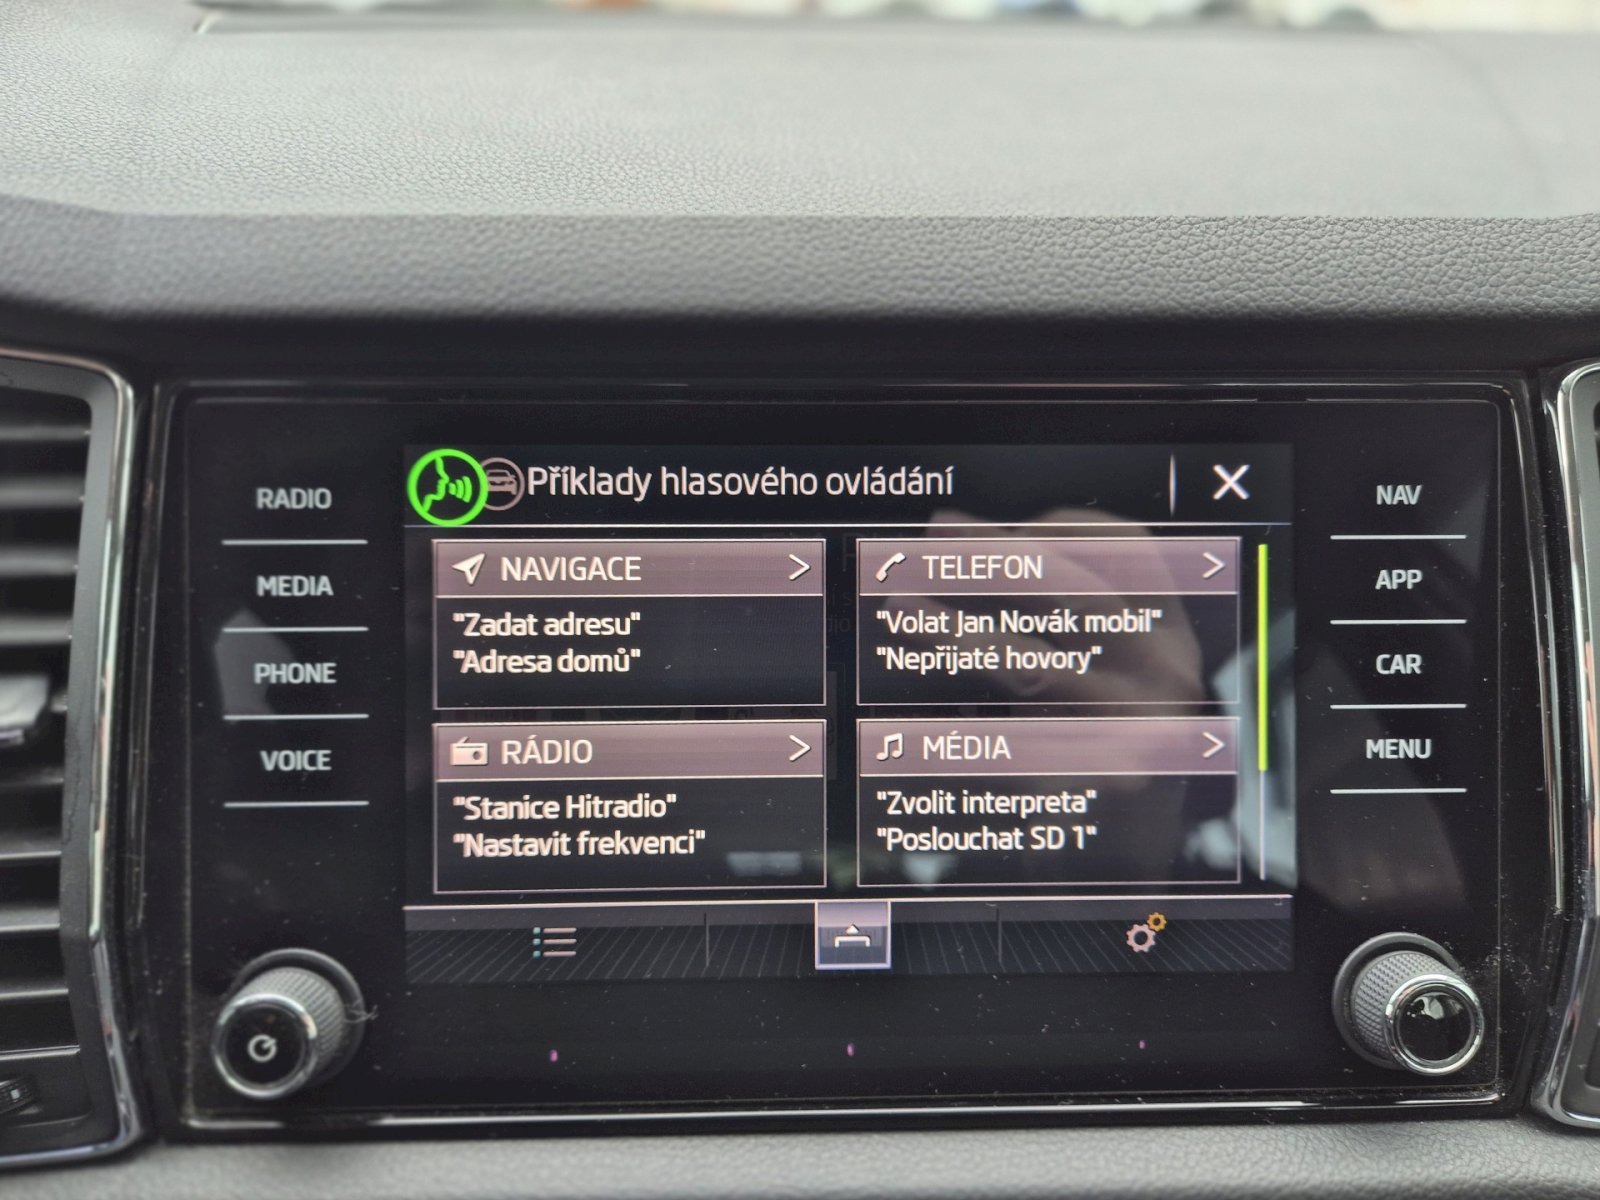 RADIO
MEDIA
PHONE
VOICE
Příklady hlasového ovládání
NAVIGACE
"Zadat adresu"
"Adresa domů"
TELEFON
"Volat Jan Novák mobil"
"Nepřijaté hovory"
RÁDIO
"Stanice Hitradio"
"Nastavit frekvenci"
MÉDIA
"Zvolit interpreta"
"Poslouchat SD 1"
NAV
APP
CAR
MENU